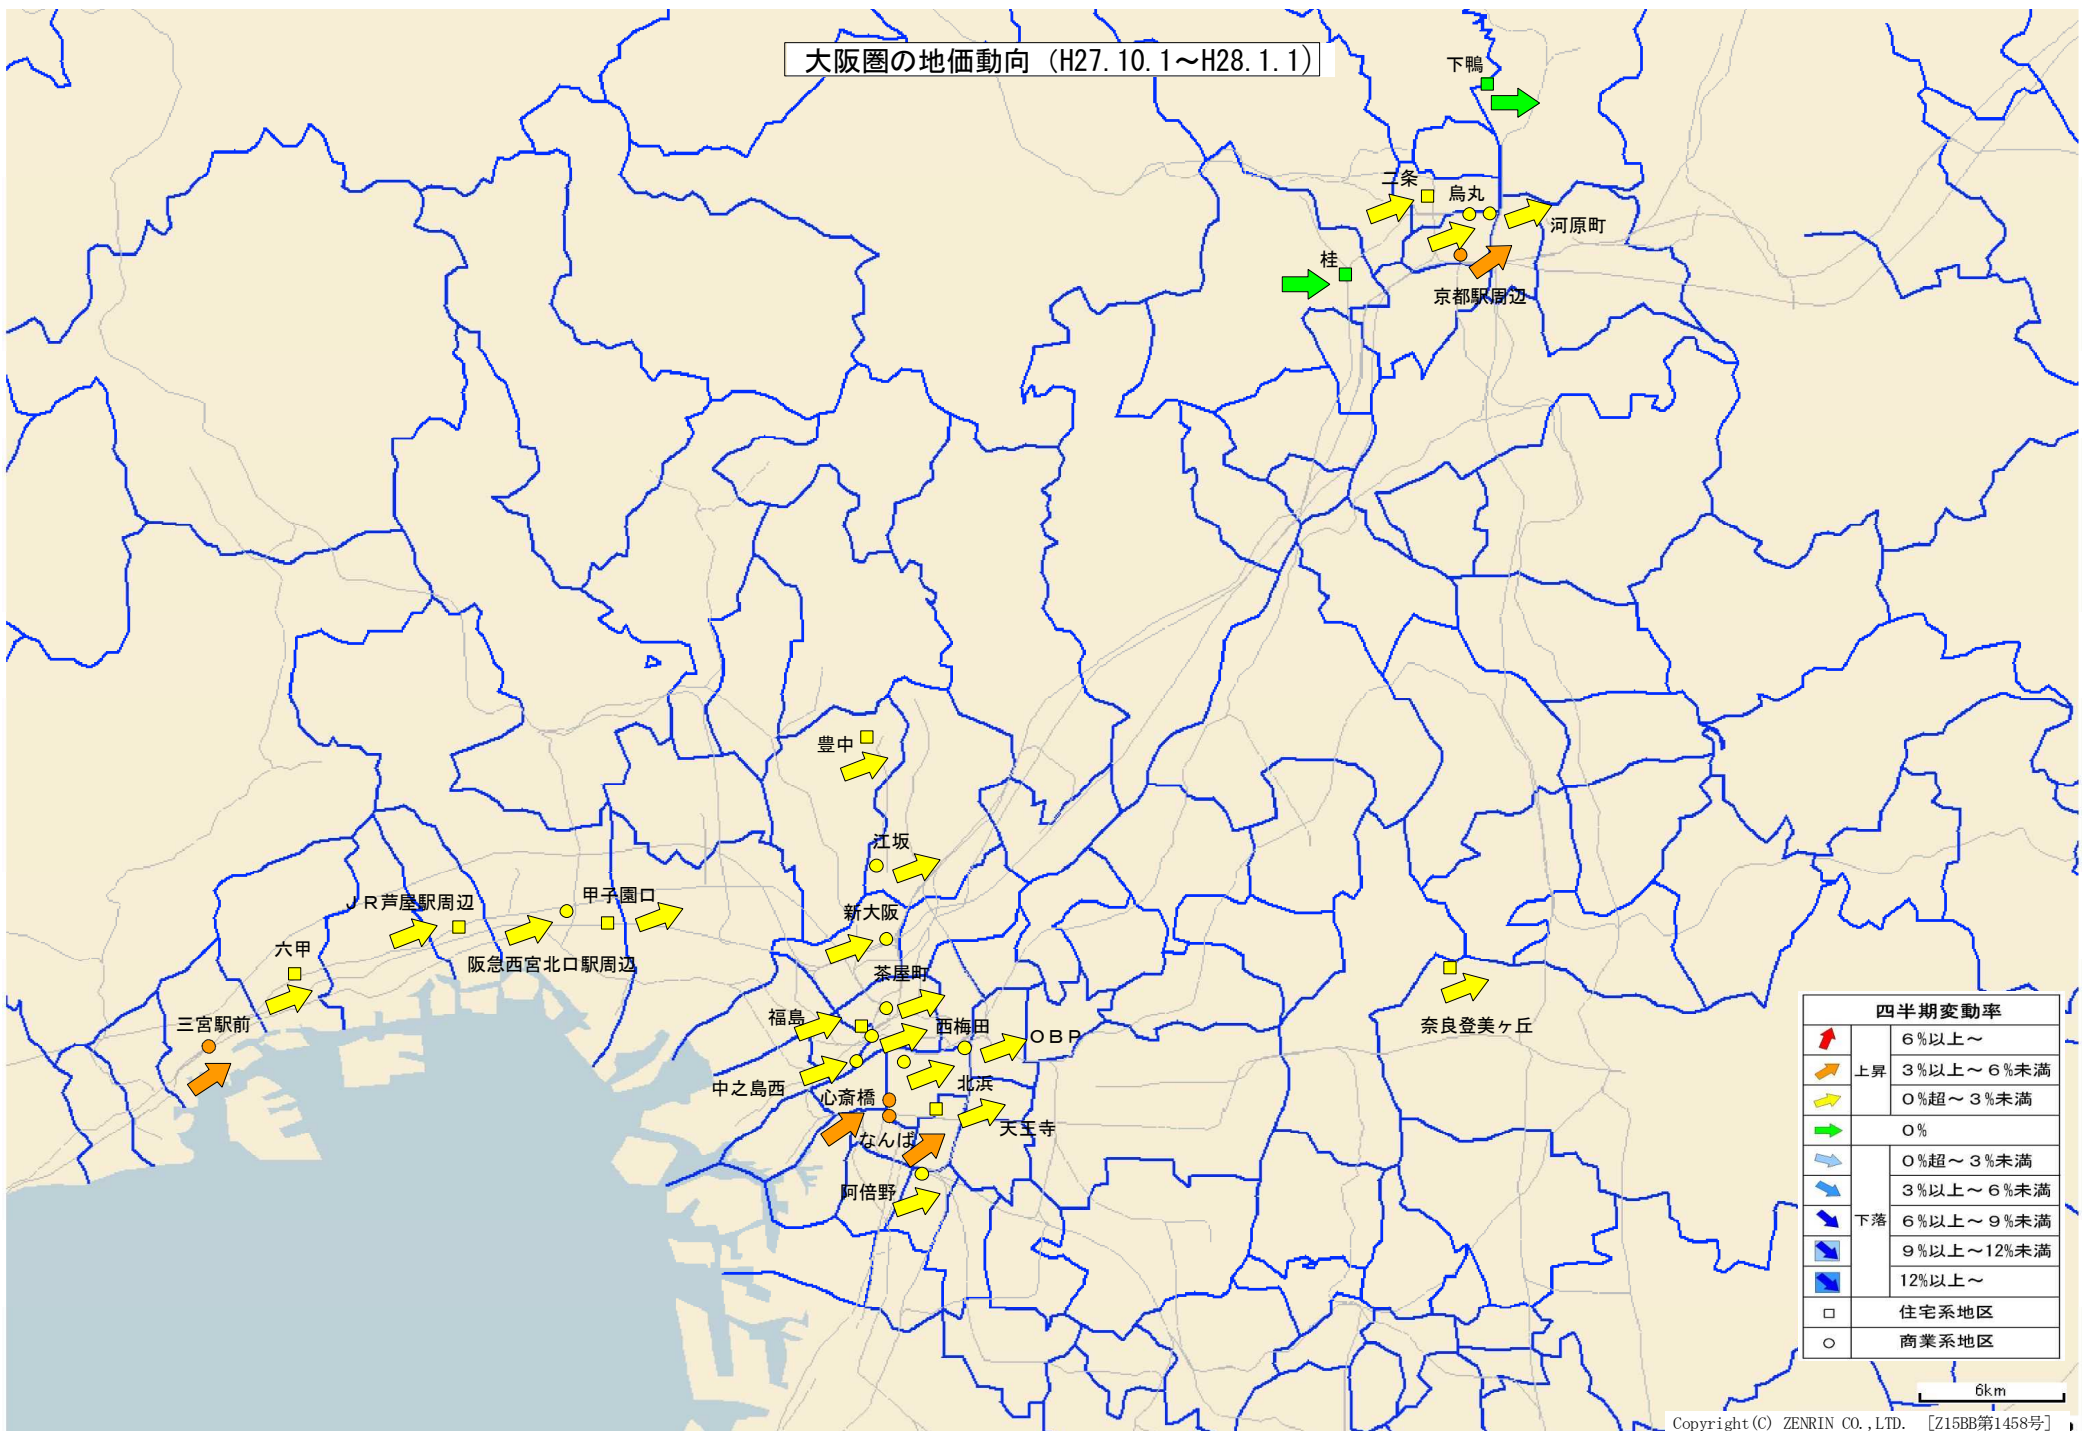 大阪圏の地価動向（H27.10.1～H28.1.1）
下鴨
二条
烏丸
河原町
桂
京都駅周辺
豊中
江坂
甲子園口
ＪＲ芦屋駅周辺
新大阪
六甲
阪急西宮北口駅周辺
茶屋町
三宮駅前
福島
西梅田
ＯＢＰ
奈良登美ヶ丘
中之島西
北浜
心斎橋
天王寺
なんば
阿倍野
四半期変動率
上昇
６%以上～
３%以上～６%未満
０%超～３%未満
０%
下落
０%超～３%未満
３%以上～６%未満
６%以上～９%未満
９%以上～12%未満
12%以上～
住宅系地区
商業系地区
6km
Copyright(C) ZENRIN CO.,LTD. [Z15BB第1458号]